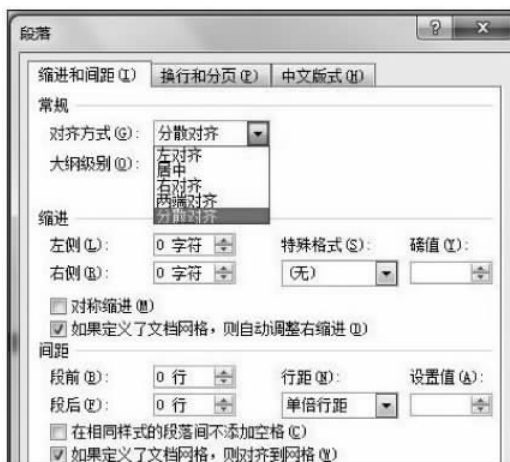 段落
缩进和间距(I) 换行和分页(P) 中文版式(H)
常规
对齐方式(G): 分散对齐
左对齐
大纲级别(O): 居中
右对齐
两端对齐
分散对齐
缩进
左侧(L): 0 字符 特殊格式(S): 磅值(Y):
右侧(R): 0 字符 (无)
对称缩进(M)
如果定义了文档网格，则自动调整右缩进(D)
间距
段前(B): 0 行 行距(N): 设置值(A):
段后(F): 0 行 单倍行距
在相同样式的段落间不添加空格(C)
如果定义了文档网格，则对齐到网格(W)